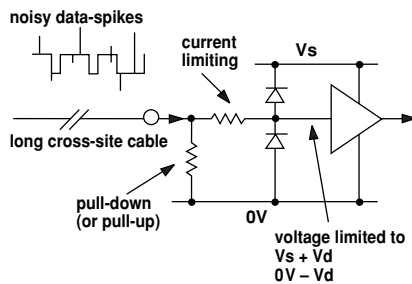 noisy data-spikes
current
limiting
Vs
long cross-site cable
pull-down
(or pull-up)
0V
voltage limited to
Vs + Vd
0V – Vd